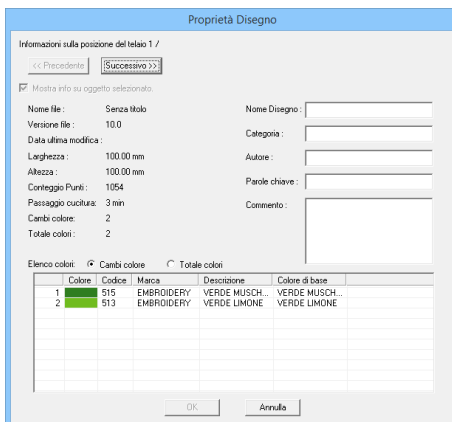 Proprietà Disegno
Informazioni sulla posizione del telaio 1 /
<< Precedente Successivo >>
Mostra info su oggetto selezionato.
Nome file : Senza titolo
Versione file : 10.0
Data ultima modifica :
Larghezza : 100.00 mm
Altezza : 100.00 mm
Conteggio Punti : 1054
Passaggio cucitura: 3 min
Cambi colore: 2
Totale colori : 2
Nome Disegno :
Categoria :
Autore :
Parole chiave :
Commento :
Elenco colori: Cambi colore Totale colori
Colore Codice Marca Descrizione Colore di base
1 515 EMBROIDERY VERDE MUSCH... VERDE MUSCH...
2 513 EMBROIDERY VERDE LIMONE VERDE LIMONE
OK Annulla